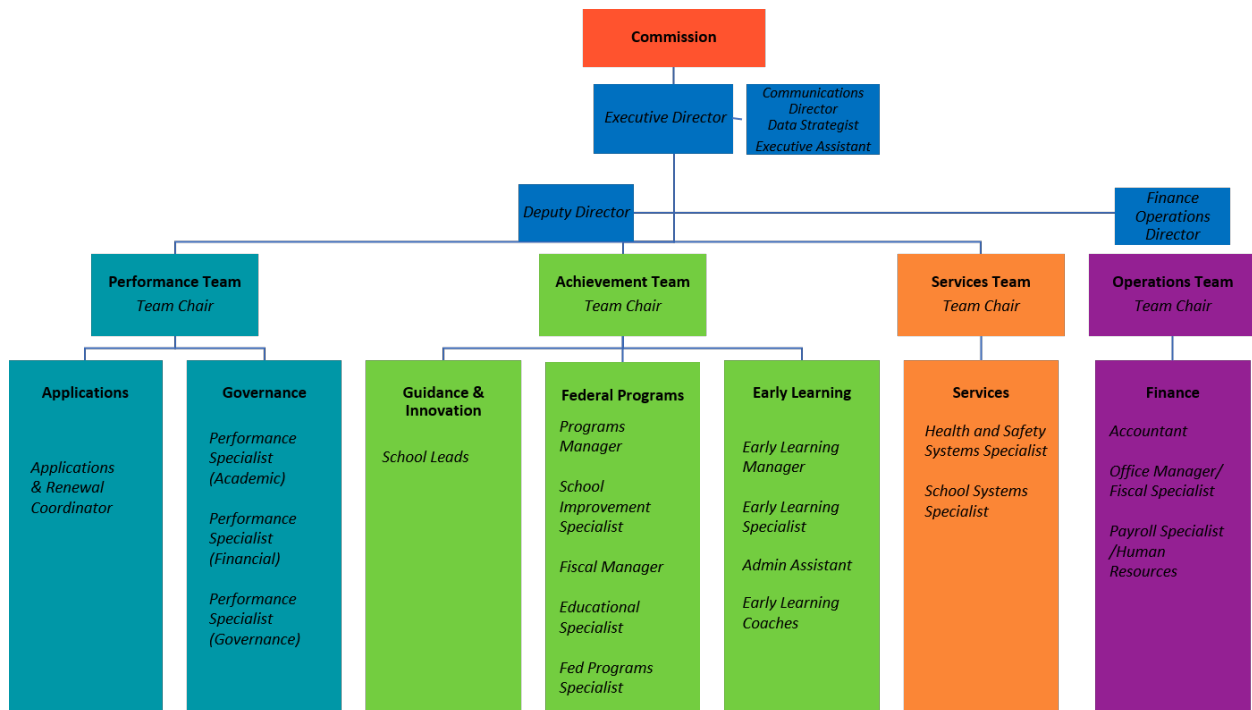 Commission
Executive Director
Communications
Director
Data Strategist
Executive Assistant
Deputy Director
Finance
Operations
Director
Performance Team
Team Chair
Achievement Team
Team Chair
Services Team
Team Chair
Operations Team
Team Chair
Applications
Applications
& Renewal
Coordinator
Governance
Performance
Specialist
(Academic)
Performance
Specialist
(Financial)
Performance
Specialist
(Governance)
Guidance &
Innovation
School Leads
Federal Programs
Programs
Manager
School
Improvement
Specialist
Fiscal Manager
Educational
Specialist
Fed Programs
Specialist
Early Learning
Early Learning
Manager
Early Learning
Specialist
Admin Assistant
Early Learning
Coaches
Services
Health and Safety
Systems Specialist
School Systems
Specialist
Finance
Accountant
Office Manager/
Fiscal Specialist
Payroll Specialist
/Human
Resources